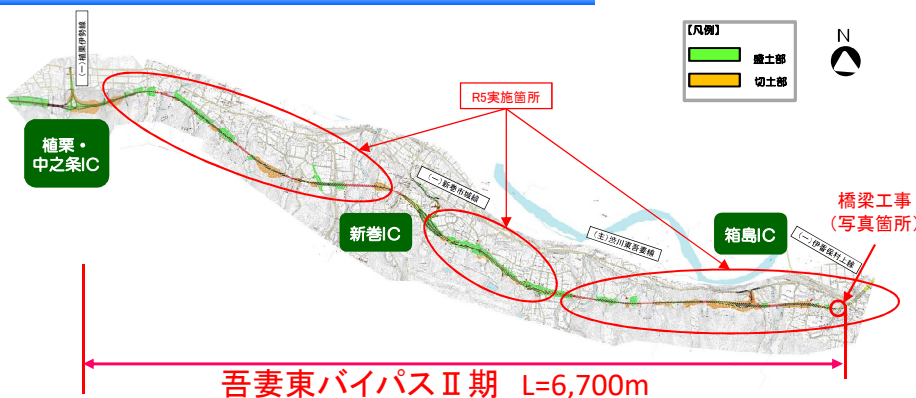 【凡例】
盛土部
切土部
N
(一)植栗伊勢線
R5実施箇所
植栗・
中之条IC
(一)新巻市城線
新巻IC
(主)渋川東吾妻線
箱島IC
(一)伊香保村上線
橋梁工事
(写真箇所)
吾妻東バイパスⅡ期 L=6,700m